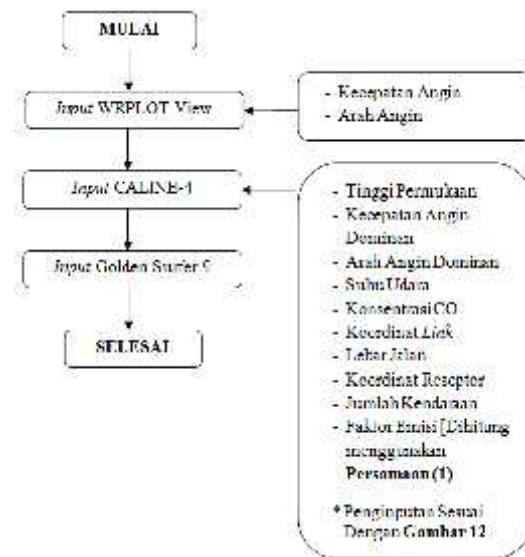 MULAI
Input WRPLOT View
- Kecepatan Angin
- Arah Angin
Input CALINE-4
- Tinggi Permukaan
- Kecepatan Angin
Dominan
- Arah Angin Dominan
- Suhu Udara
- Konsentrasi CO
- Koordinat Link
- Lebar Jalan
- Koordinat Reseptor
- Jumlah Kendaraan
- Faktor Emisi [Dihitung
menggunakan
Persamaan (1)
* Penginputan Sesuai
Dengan Gambar 12
Input Golden Surfer
SELESAI